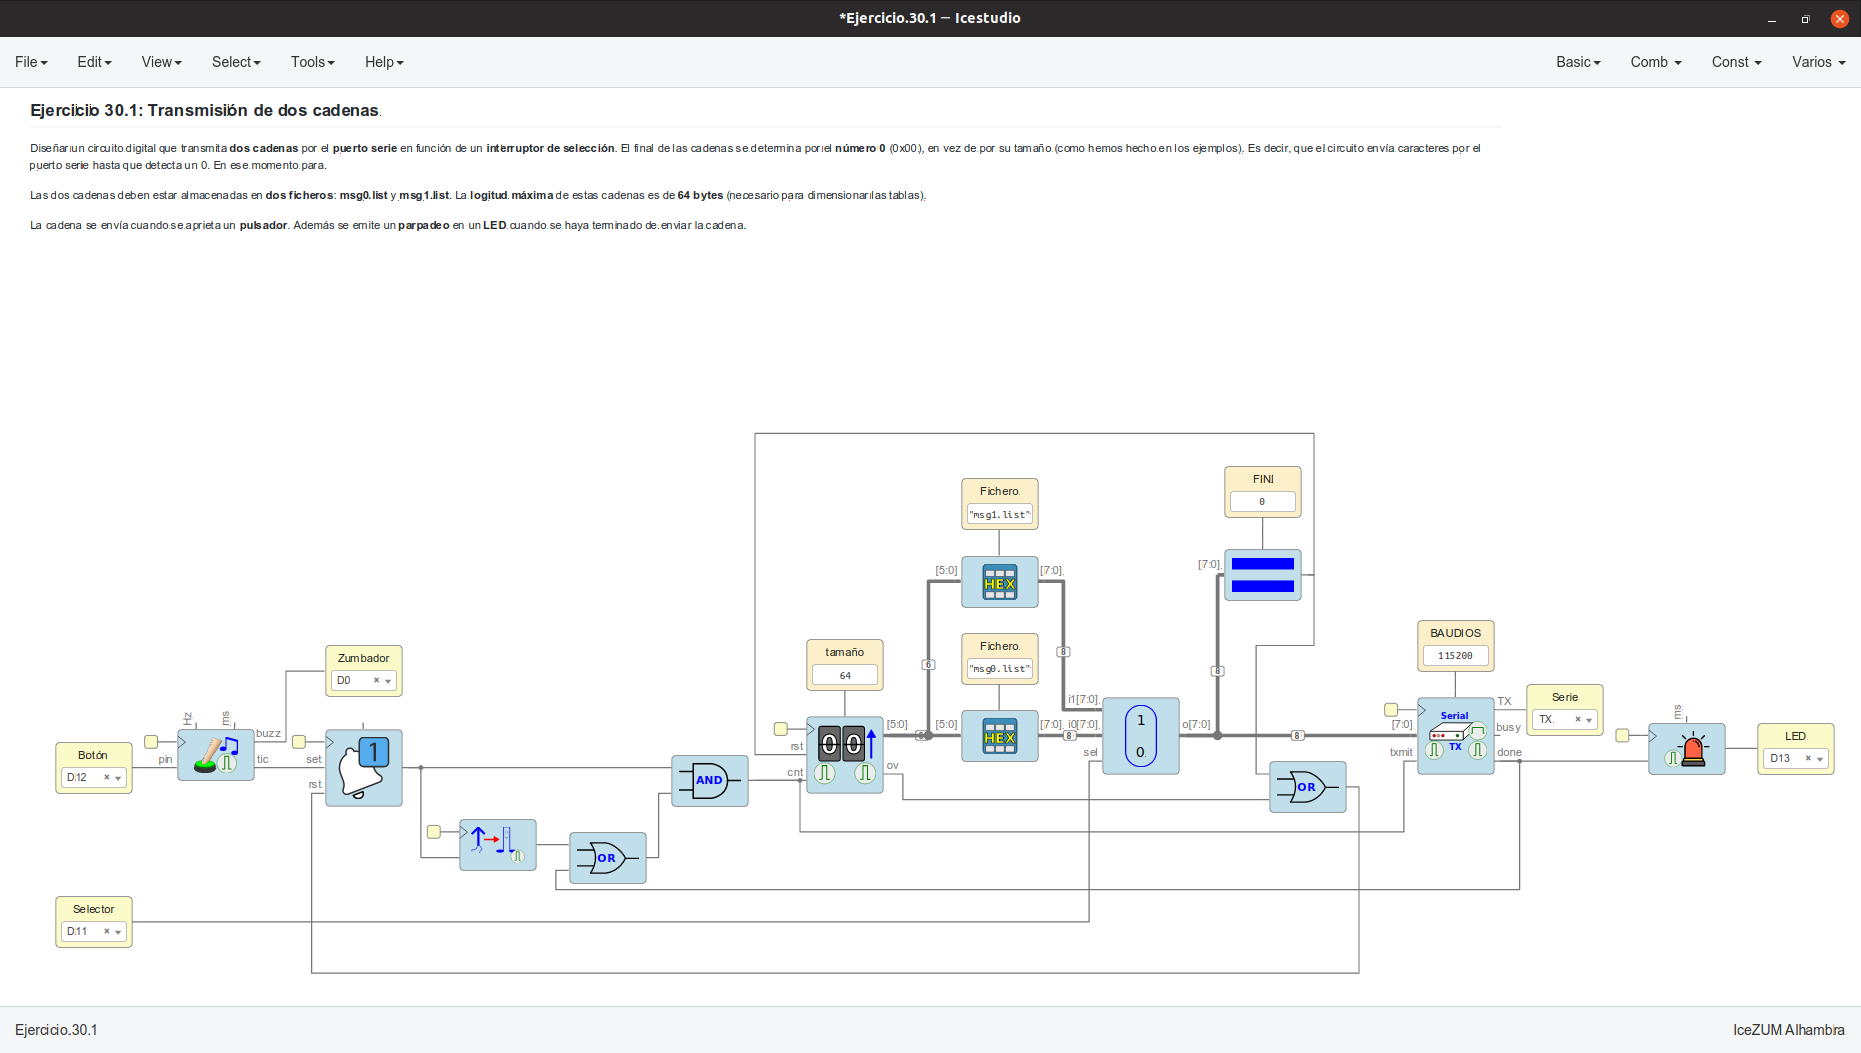 *Ejercicio.30.1 — Icestudio
File Edit View Select Tools Help Basic Comb Const Varios
Ejercicio 30.1: Transmisión de dos cadenas.
Diseñar un circuito digital que transmita dos cadenas por el puerto serie en función de un interruptor de selección. El final de las cadenas se determina por el número 0 (0x00), en vez de por su tamaño (como hemos hecho en los ejemplos). Es decir, que el circuito envía caracteres por el
puerto serie hasta que detecta un 0. En ese momento para.
Las dos cadenas deben estar almacenadas en dos ficheros: msg0.list y msg1.list. La logitud máxima de estas cadenas es de 64 bytes (necesario para dimensionar las tablas),
La cadena se envía cuando se aprieta un pulsador. Además se emite un parpadeo en un LED cuando se haya terminado de enviar la cadena.
FINI
0
Fichero
"msg1.list"
[7:0]
[5:0] HEX [7:0]
BAUDIOS
115200
Fichero
"msg0.list"
tamaño
64
Zumbador
D0
6
8
8
Serie
TX
Hz ms buzz
00 [5:0] 6 [5:0] HEX [7:0] 8 i0[7:0] i1[7:0] 1 0 o[7:0] 8 [7:0] Serial TX TX busy
ms
LED
D13
Botón
D12
pin tic set 1 rst cnt ov sel txmit done
rst
AND
OR
OR
Selector
D11
Ejercicio.30.1 IceZUM Alhambra